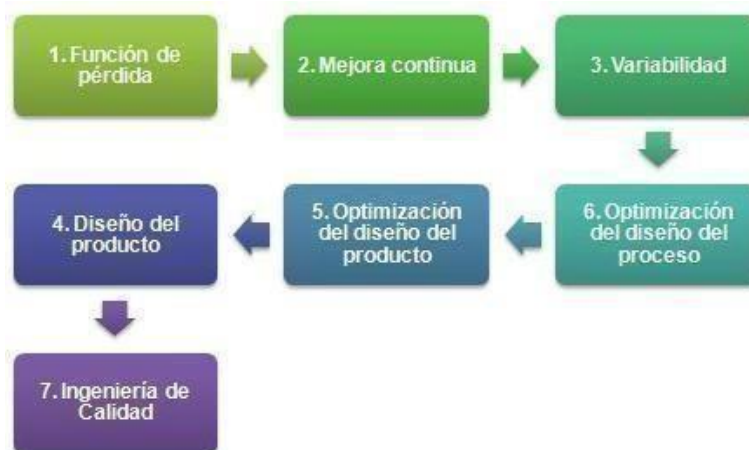 1. Función de
pérdida
2. Mejora continua
3. Variabilidad
4. Diseño del
producto
5. Optimización
del diseño del
producto
6. Optimización
del diseño del
proceso
7. Ingeniería de
Calidad